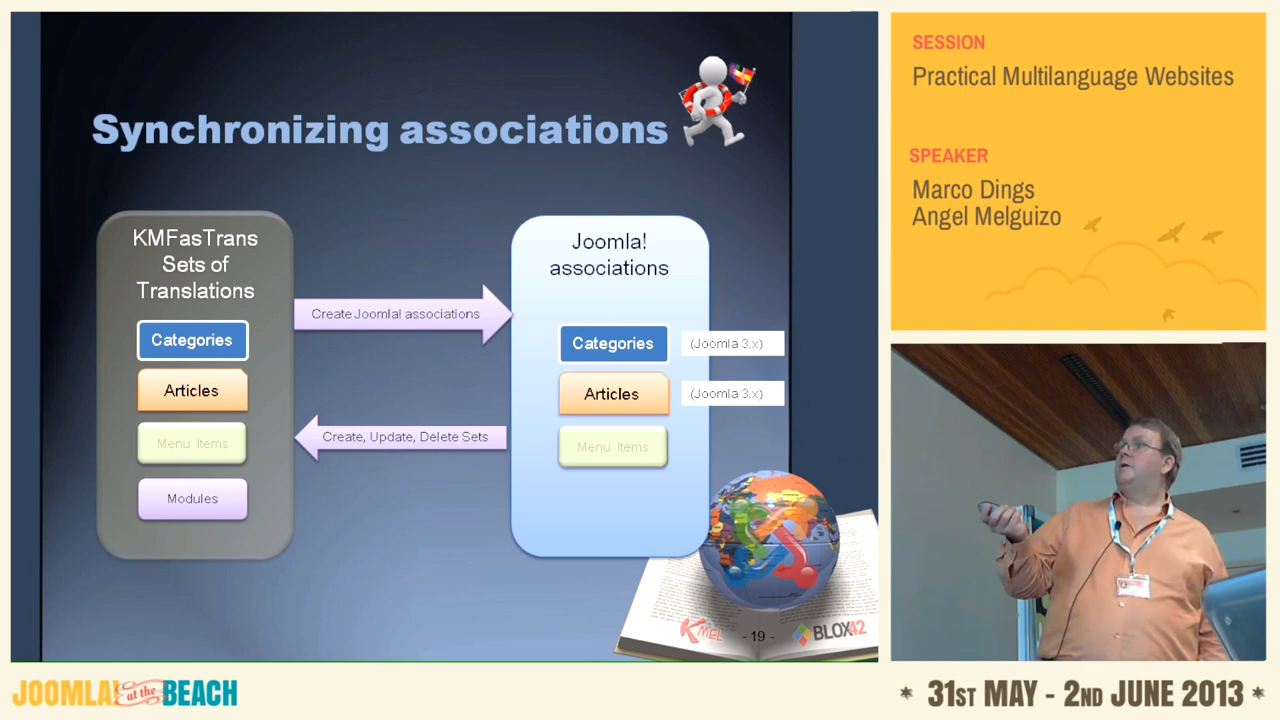 Synchronizing associations
KMFasTrans
Sets of
Translations
Categories
Articles
Menu Items
Modules
Create Joomla! associations
Create, Update, Delete Sets
Joomla!
associations
Categories
(Joomla 3.x)
Articles
(Joomla 3.x)
Menu Items
KMEL
- 19 -
BLOX42
SESSION
Practical Multilanguage Websites
SPEAKER
Marco Dings
Angel Melguizo
JOOMLA! at the BEACH
* 31ST MAY - 2ND JUNE 2013 *